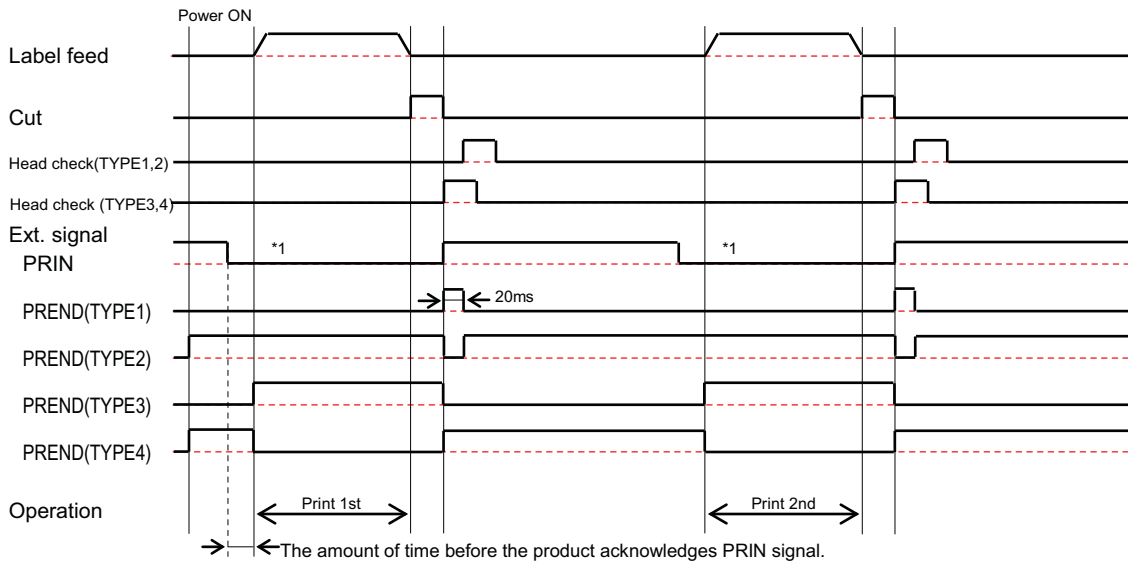 Power ON
Label feed
Cut
Head check(TYPE1,2)
Head check (TYPE3,4)
Ext. signal
PRIN
*1
*1
PREND(TYPE1)
20ms
PREND(TYPE2)
PREND(TYPE3)
PREND(TYPE4)
Operation
Print 1st
Print 2nd
The amount of time before the product acknowledges PRIN signal.